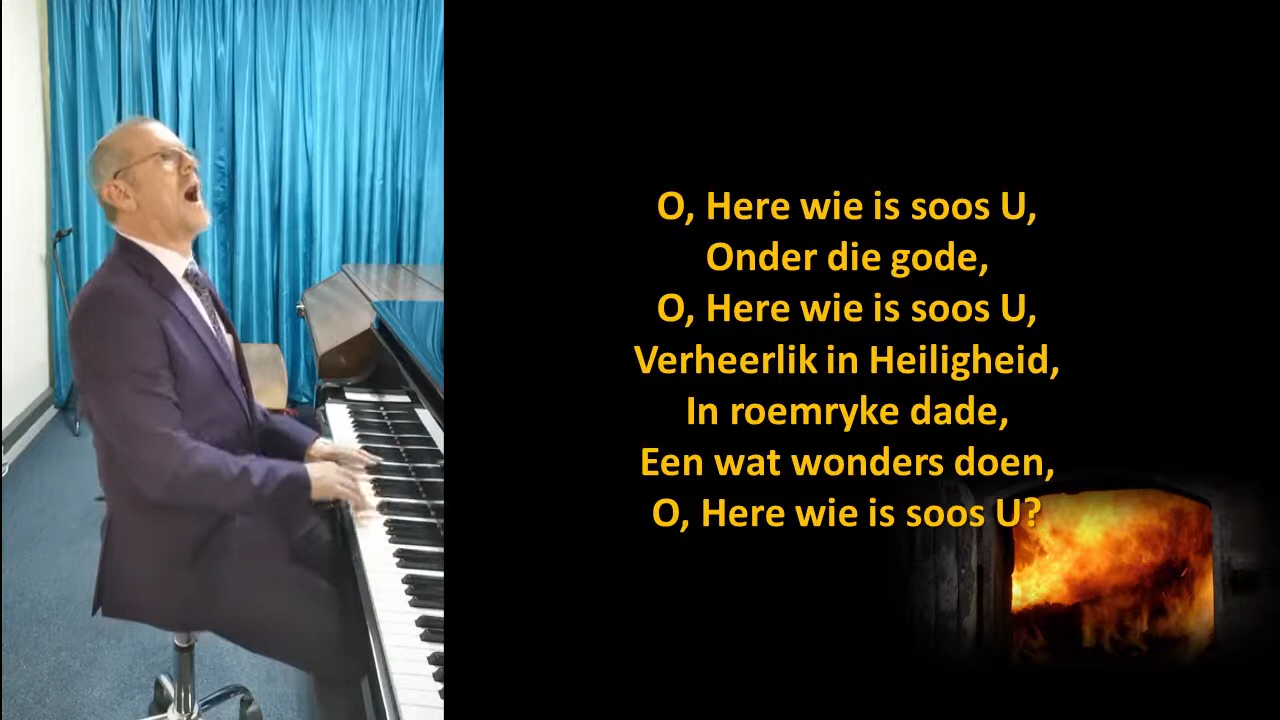 O, Here wie is soos U,
Onder die gode,
O, Here wie is soos U,
Verheerlik in Heiligheid,
In roemryke dade,
Een wat wonders doen,
O, Here wie is soos U?